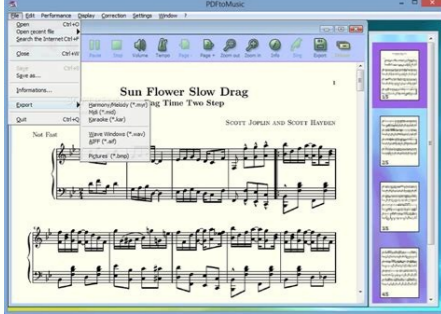 PDFtoMusic
File Edit Performance Display Correction Settings Window ?
Open Ctrl+O
Open recent file
Search the Internet Ctrl+F
Close Ctrl+W
Save
Save as...
Informations...
Export
Quit Ctrl+Q
Harmony/Melody (*.myr)
Midi (*.mid)
Karaoke (*.kar)
Wave Windows (*.wav)
AIFF (*.aif)
Pictures (*.bmp)
Pause Stop Volume Tempo Page - Page + Zoom out Zoom in Info Sing Export
1
Sun Flower Slow Drag
Time Two Step
Scott Joplin and Scott Hayden
Not Fast